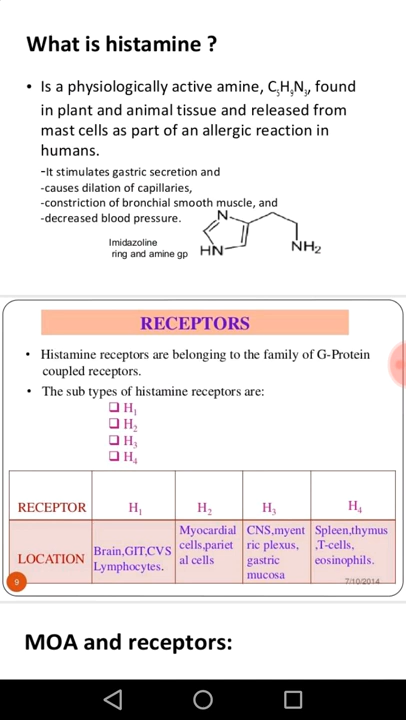 What is histamine ?
• Is a physiologically active amine, C₅H₉N₃, found
in plant and animal tissue and released from
mast cells as part of an allergic reaction in
humans.
-It stimulates gastric secretion and
-causes dilation of capillaries,
-constriction of bronchial smooth muscle, and
-decreased blood pressure.
N
Imidazoline
ring and amine gp
HN
NH₂
RECEPTORS
• Histamine receptors are belonging to the family of G-Protein
coupled receptors.
• The sub types of histamine receptors are:
❑ H₁
❑ H₂
❑ H₃
❑ H₄
RECEPTOR H₁ H₂ H₃ H₄
LOCATION
Brain,GIT,CVS
Lymphocytes.
Myocardial
cells,pariet
al cells
CNS,myent
ric plexus,
gastric
mucosa
Spleen,thymus
,T-cells,
eosinophils.
9
7/10/2014
MOA and receptors: